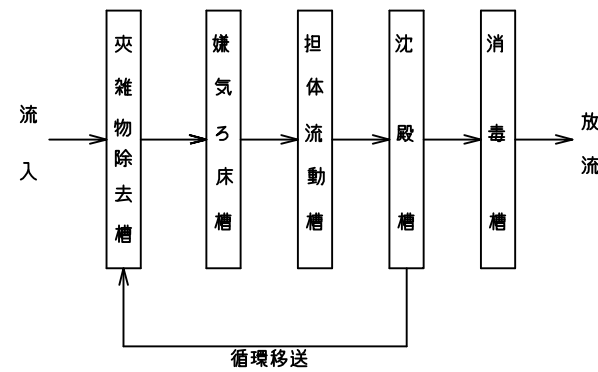 流入
夾雑物除去槽
嫌気ろ床槽
担体流動槽
沈殿槽
消毒槽
放流
循環移送